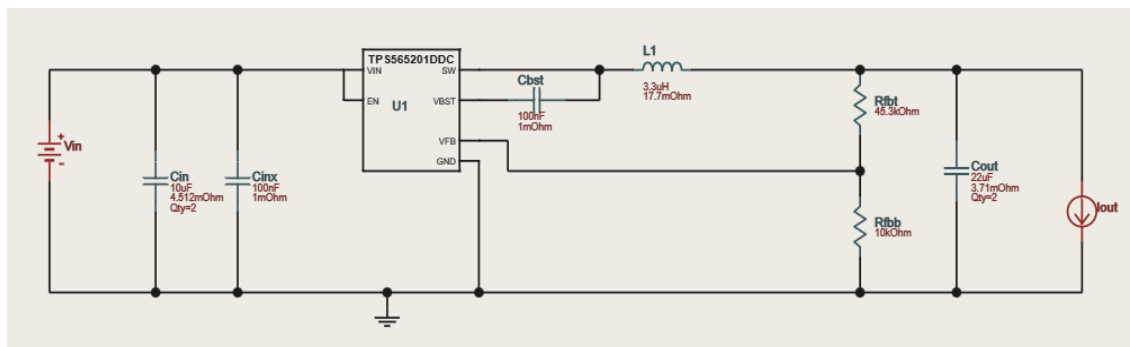 TPS565201DDC
VIN
SW
EN
VBST
U1
VFB
GND
+
Vin
-
Cin
10uF
4.512mOhm
Qty=2
Cinx
100nF
1mOhm
Cbst
100nF
1mOhm
L1
3.3uH
17.7mOhm
Rfbt
45.3kOhm
Rfbb
10kOhm
Cout
22uF
3.71mOhm
Qty=2
Iout